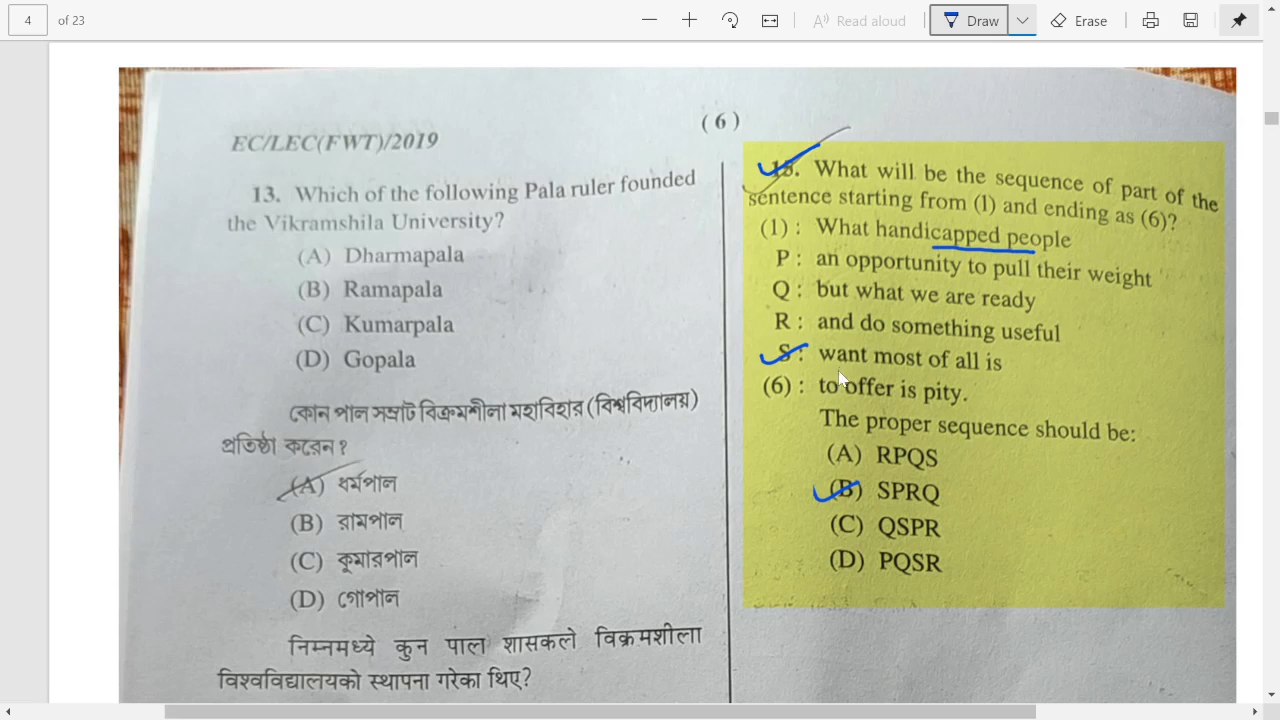 4 of 23 Read aloud Draw Erase
(6)
EC/LEC(FWT)/2019
13. Which of the following Pala ruler founded
the Vikramshila University?
(A) Dharmapala
(B) Ramapala
(C) Kumarpala
(D) Gopala
কোন পাল সম্রাট বিক্রমশীলা মহাবিহার (বিশ্ববিদ্যালয়)
প্রতিষ্ঠা করেন?
(A) ধর্মপাল
(B) রামপাল
(C) কুমারপাল
(D) গোপাল
निम्नमध्ये कुन पाल शासकले विक्रमशीला
विश्वविद्यालयको स्थापना गरेका थिए?
15. What will be the sequence of part of the
sentence starting from (1) and ending as (6)?
(1) : What handicapped people
P : an opportunity to pull their weight
Q : but what we are ready
R : and do something useful
S : want most of all is
(6) : to offer is pity.
The proper sequence should be:
(A) RPQS
(B) SPRQ
(C) QSPR
(D) PQSR